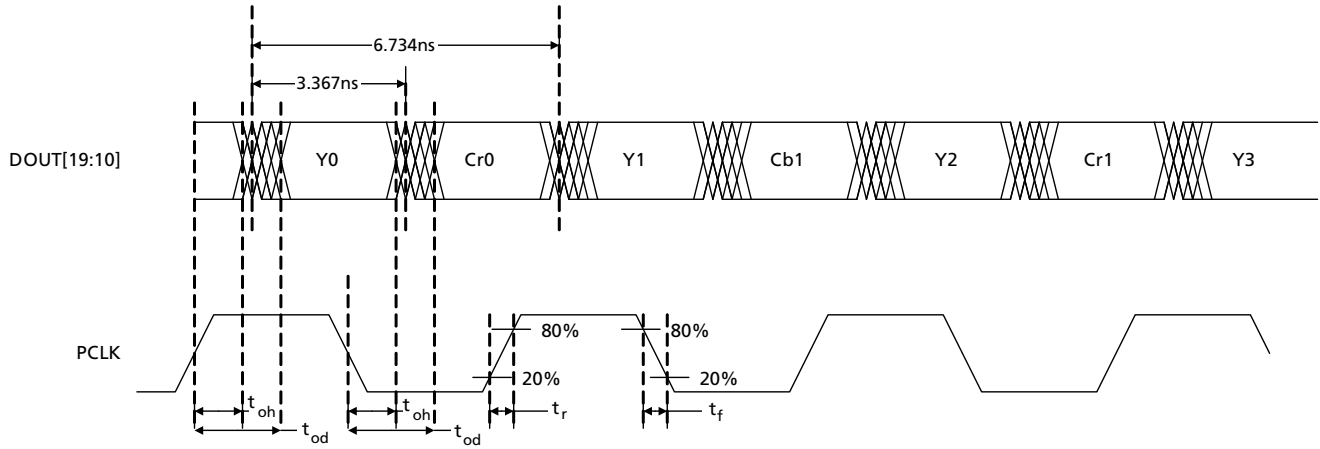 6.734ns
3.367ns
DOUT[19:10]
Y0
Cr0
Y1
Cb1
Y2
Cr1
Y3
PCLK
80%
80%
20%
20%
toh
toh
tr
tf
tod
tod